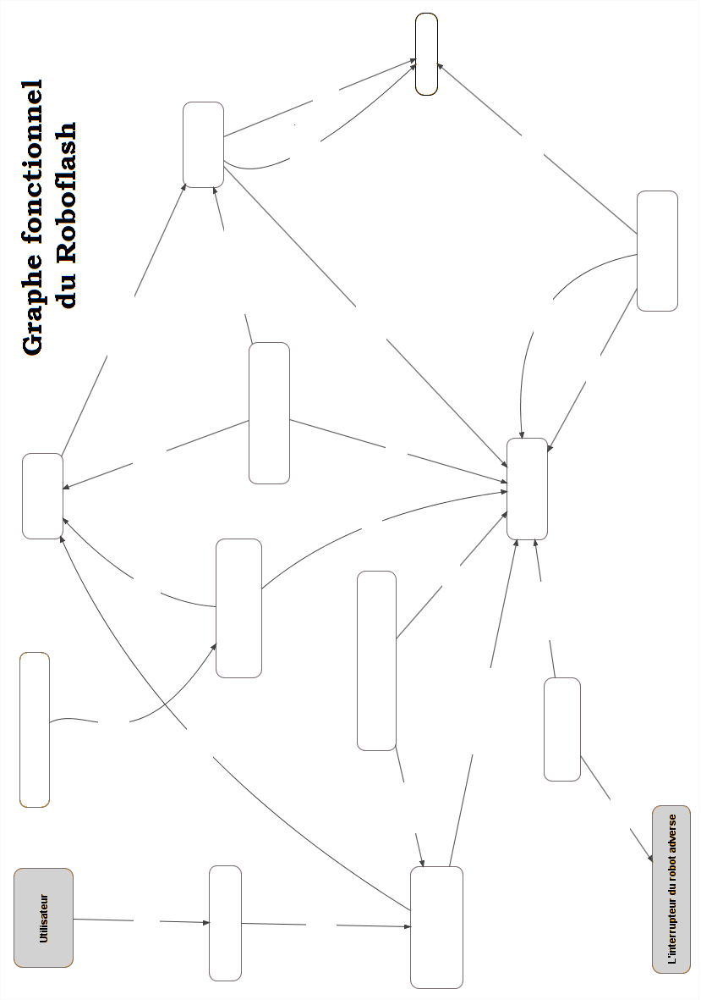 Graphe fonctionnel
du Roboflash
Utilisateur
L'interrupteur du robot adverse